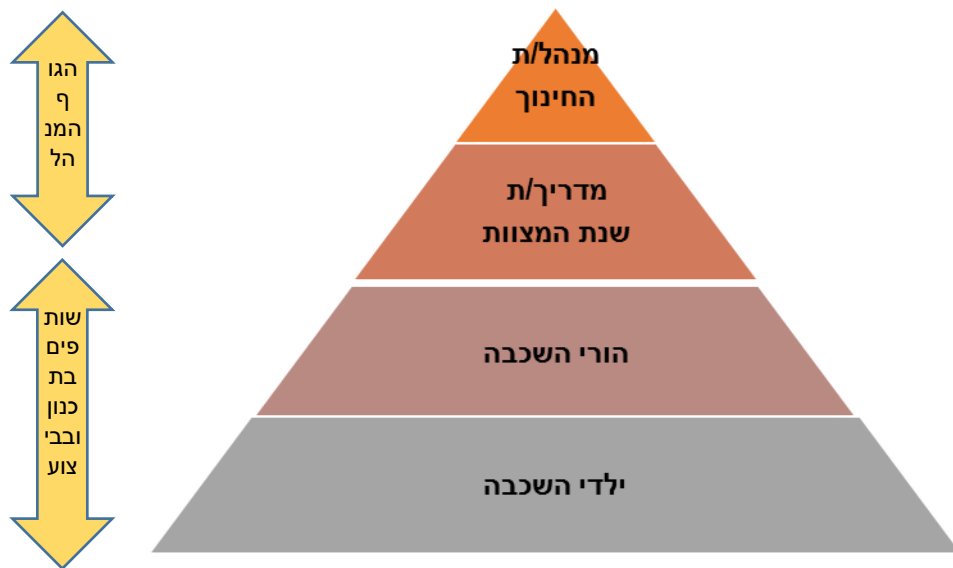 מנהל/ת
החינוך
מדריך/ת
שנת המצוות
הורי השכבה
ילדי השכבה
הגו
ף
המנ
הל
שות
פים
בת
כנון
ובבי
צוע